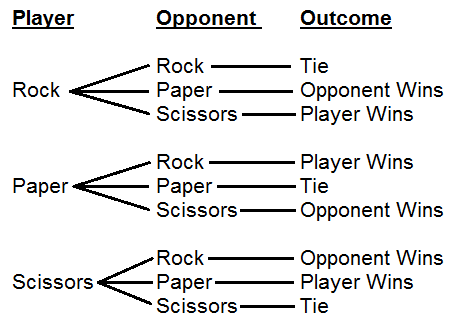 Player Opponent Outcome
Rock Tie
Rock Paper Opponent Wins
Scissors Player Wins
Rock Player Wins
Paper Paper Tie
Scissors Opponent Wins
Rock Opponent Wins
Scissors Paper Player Wins
Scissors Tie